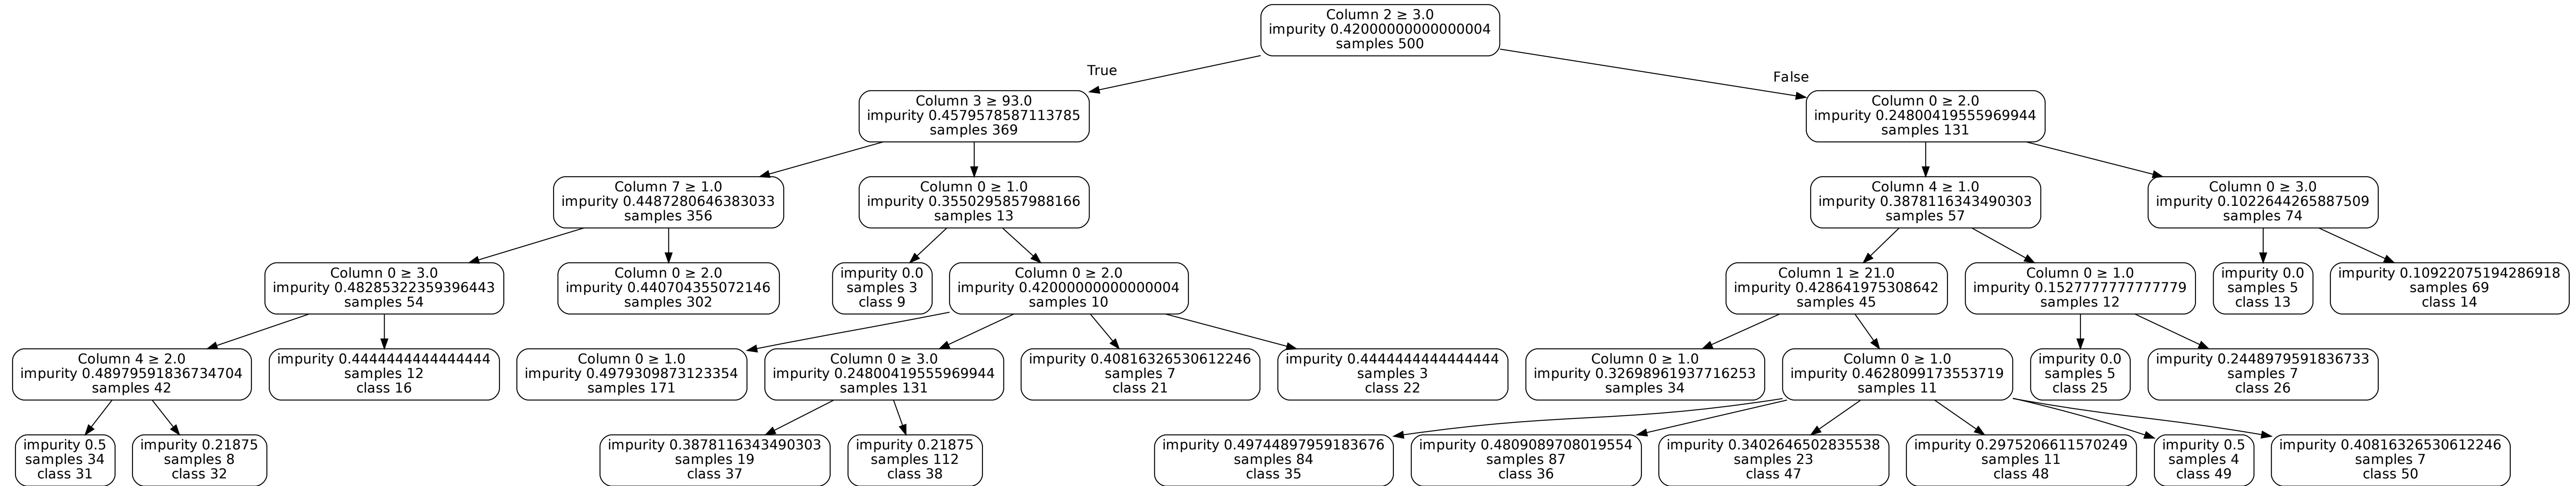 Column 2 ≥ 3.0
impurity 0.42000000000000004
samples 500
True
False
Column 3 ≥ 93.0
impurity 0.4579578587113785
samples 369
Column 0 ≥ 2.0
impurity 0.24800419555969944
samples 131
Column 7 ≥ 1.0
impurity 0.4487280646383033
samples 356
Column 0 ≥ 1.0
impurity 0.3550295857988166
samples 13
Column 4 ≥ 1.0
impurity 0.3878116343490303
samples 57
Column 0 ≥ 3.0
impurity 0.1022644265887509
samples 74
Column 0 ≥ 3.0
impurity 0.48285322359396443
samples 54
Column 0 ≥ 2.0
impurity 0.440704355072146
samples 302
impurity 0.0
samples 3
class 9
Column 0 ≥ 2.0
impurity 0.42000000000000004
samples 10
Column 1 ≥ 21.0
impurity 0.428641975308642
samples 45
Column 0 ≥ 1.0
impurity 0.1527777777777779
samples 12
impurity 0.0
samples 5
class 13
impurity 0.10922075194286918
samples 69
class 14
Column 4 ≥ 2.0
impurity 0.48979591836734704
samples 42
impurity 0.4444444444444444
samples 12
class 16
Column 0 ≥ 1.0
impurity 0.4979309873123354
samples 171
Column 0 ≥ 3.0
impurity 0.24800419555969944
samples 131
impurity 0.40816326530612246
samples 7
class 21
impurity 0.4444444444444444
samples 3
class 22
Column 0 ≥ 1.0
impurity 0.32698961937716253
samples 34
Column 0 ≥ 1.0
impurity 0.4628099173553719
samples 11
impurity 0.0
samples 5
class 25
impurity 0.2448979591836733
samples 7
class 26
impurity 0.5
samples 34
class 31
impurity 0.21875
samples 8
class 32
impurity 0.3878116343490303
samples 19
class 37
impurity 0.21875
samples 112
class 38
impurity 0.49744897959183676
samples 84
class 35
impurity 0.4809089708019554
samples 87
class 36
impurity 0.3402646502835538
samples 23
class 47
impurity 0.2975206611570249
samples 11
class 48
impurity 0.5
samples 4
class 49
impurity 0.40816326530612246
samples 7
class 50